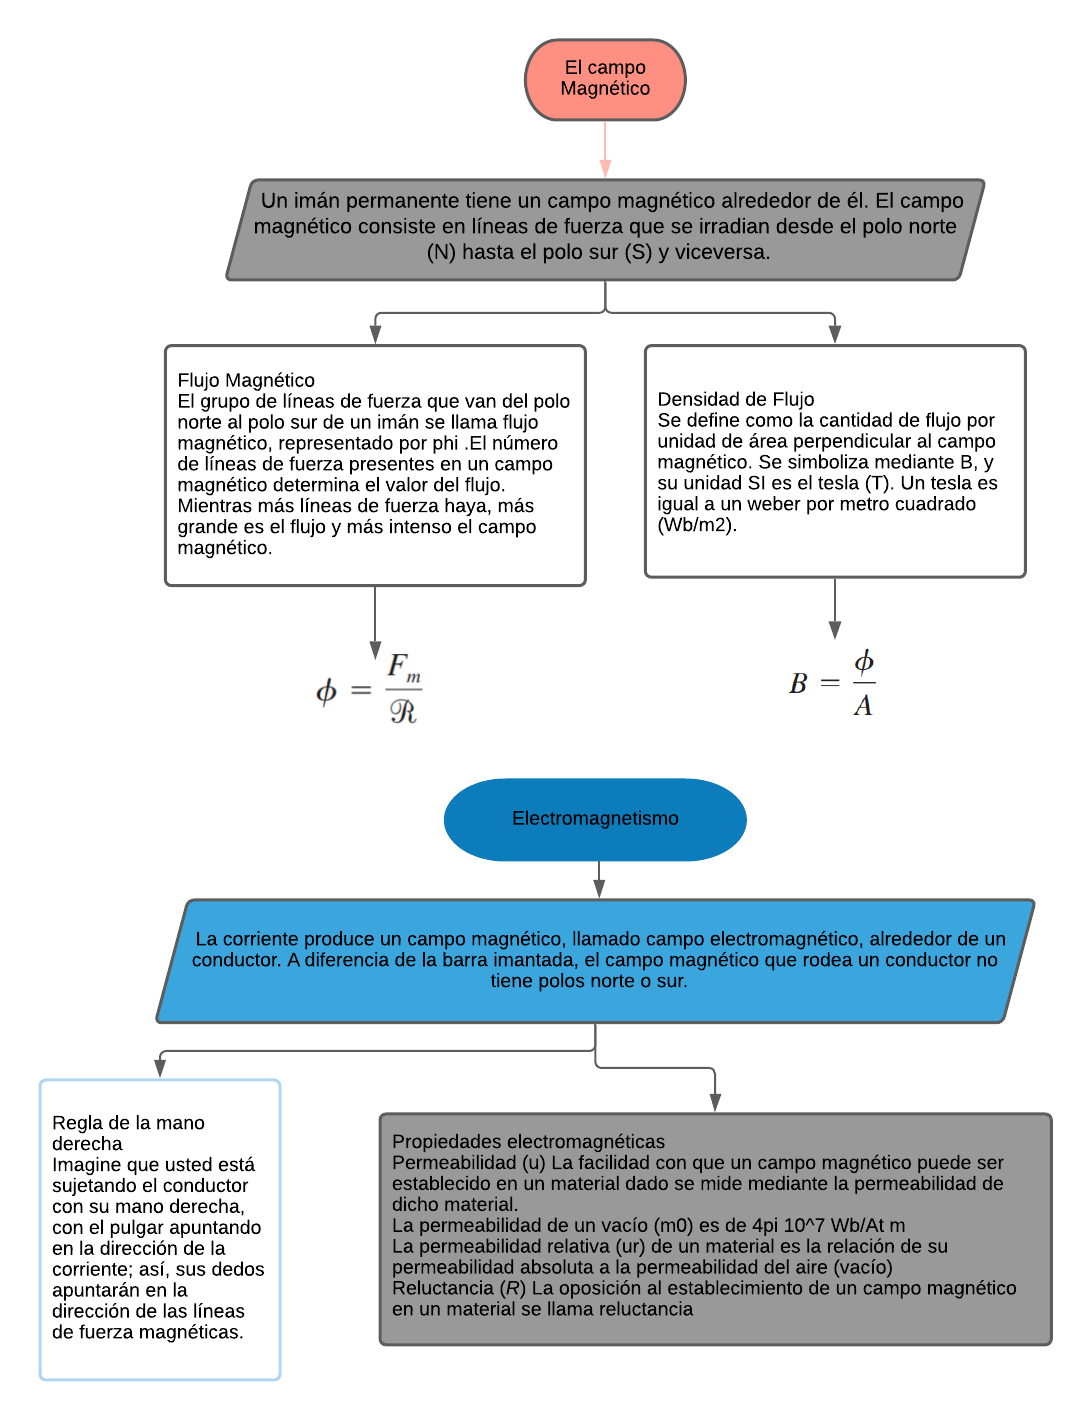 El campo
Magnético
Un imán permanente tiene un campo magnético alrededor de él. El campo
magnético consiste en líneas de fuerza que se irradian desde el polo norte
(N) hasta el polo sur (S) y viceversa.
Flujo Magnético
El grupo de líneas de fuerza que van del polo
norte al polo sur de un imán se llama flujo
magnético, representado por phi .El número
de líneas de fuerza presentes en un campo
magnético determina el valor del flujo.
Mientras más líneas de fuerza haya, más
grande es el flujo y más intenso el campo
magnético.
Densidad de Flujo
Se define como la cantidad de flujo por
unidad de área perpendicular al campo
magnético. Se simboliza mediante B, y
su unidad SI es el tesla (T). Un tesla es
igual a un weber por metro cuadrado
(Wb/m2).
ϕ = Fm / ℛ
B = ϕ / A
Electromagnetismo
La corriente produce un campo magnético, llamado campo electromagnético, alrededor de un
conductor. A diferencia de la barra imantada, el campo magnético que rodea un conductor no
tiene polos norte o sur.
Regla de la mano
derecha
Imagine que usted está
sujetando el conductor
con su mano derecha,
con el pulgar apuntando
en la dirección de la
corriente; así, sus dedos
apuntarán en la
dirección de las líneas
de fuerza magnéticas.
Propiedades electromagnéticas
Permeabilidad (u) La facilidad con que un campo magnético puede ser
establecido en un material dado se mide mediante la permeabilidad de
dicho material.
La permeabilidad de un vacío (m0) es de 4pi 10^7 Wb/At m
La permeabilidad relativa (ur) de un material es la relación de su
permeabilidad absoluta a la permeabilidad del aire (vacío)
Reluctancia (R) La oposición al establecimiento de un campo magnético
en un material se llama reluctancia